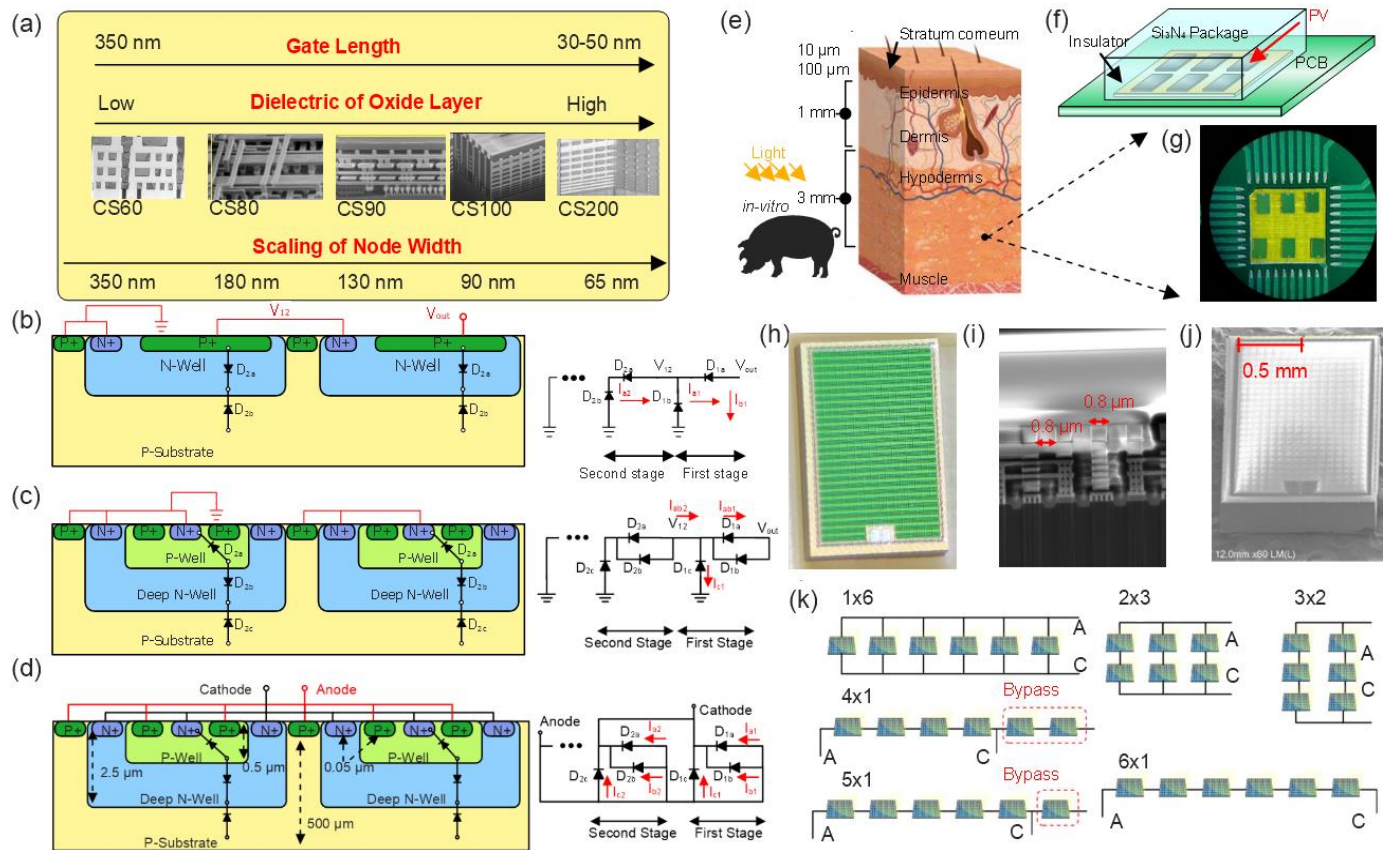 (a)
350 nm
Gate Length
30-50 nm
Low
Dielectric of Oxide Layer
High
CS60
CS80
CS90
CS100
CS200
Scaling of Node Width
350 nm
180 nm
130 nm
90 nm
65 nm
(b)
V12
Vout
P+
N+
P+
P+
N+
P+
N-Well
D2a
N-Well
D2a
D2b
D2b
P-Substrate
D2a
V12
D1a
Vout
D2b
Ia2
D1b
Ia1
Ib1
Second stage
First stage
(c)
P+
N+
P+
N+
P+
N+
P+
N+
P+
N+
P+
N+
P-Well
D2a
P-Well
D2a
Deep N-Well
D2b
Deep N-Well
D2b
P-Substrate
D2c
D2c
Iab2
Iab1
D2a
V12
D1a
Vout
D2c
D2b
D1c
D1b
Ic1
Second Stage
First Stage
(d)
Cathode
Anode
P+
N+
P+
N+
P+
N+
P+
N+
P+
N+
P+
N+
P-Well
P-Well
2.5 µm
0.5 µm
0.05 µm
Deep N-Well
Deep N-Well
500 µm
P-Substrate
Cathode
Anode
D2a
Ia2
D1a
Ia1
D2c
D2b
D1c
D1b
Ic2
Ib2
Ic1
Ib1
Second Stage
First Stage
(e)
Stratum corneum
10 µm
100 µm
Epidermis
1 mm
Dermis
Light
Hypodermis
in-vitro
3 mm
Muscle
(f)
PV
Si3N4 Package
Insulator
PCB
(g)
(h)
(i)
0.8 µm
0.8 µm
(j)
0.5 mm
12.0mm x60 LM(L)
(k)
1x6
A
C
2x3
A
C
3x2
A
C
4x1
Bypass
A
C
5x1
Bypass
A
C
6x1
A
C